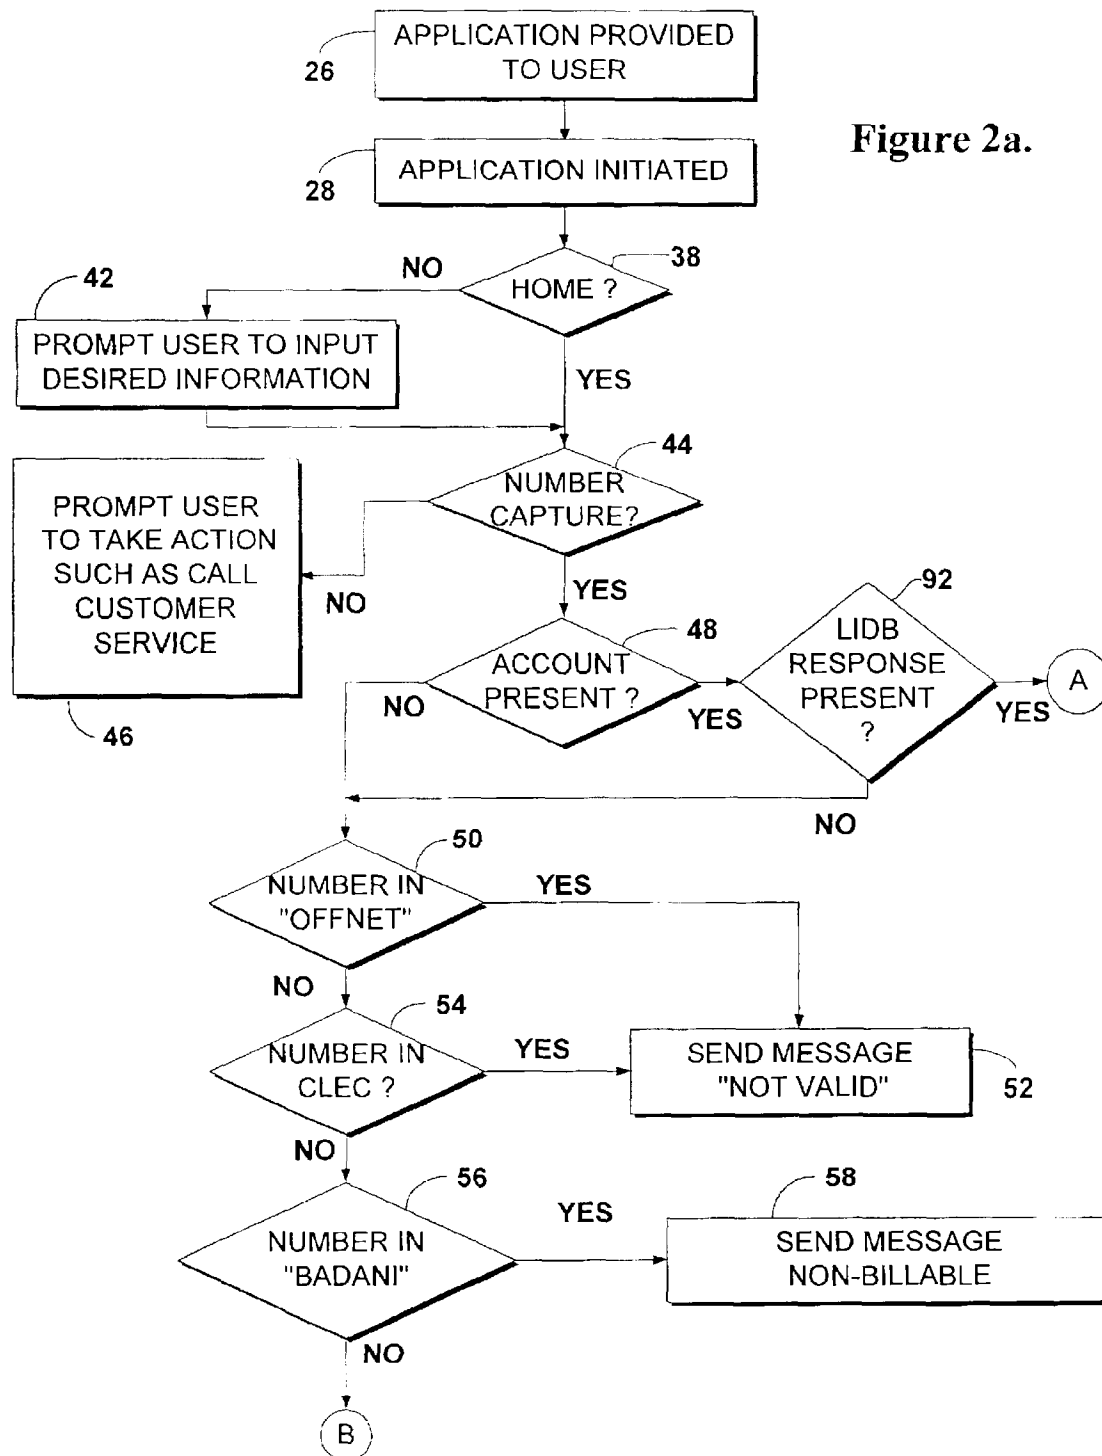 APPLICATION PROVIDED
TO USER
26
Figure 2a.
APPLICATION INITIATED
28
38
NO
HOME ?
42
PROMPT USER TO INPUT
DESIRED INFORMATION
YES
44
NUMBER
CAPTURE?
PROMPT USER
TO TAKE ACTION
SUCH AS CALL
CUSTOMER
SERVICE
NO
YES
92
46
48
ACCOUNT
PRESENT ?
NO
YES
LIDB
RESPONSE
PRESENT
?
YES
A
NO
50
NUMBER IN
"OFFNET"
YES
NO
54
NUMBER IN
CLEC ?
YES
SEND MESSAGE
"NOT VALID"
52
NO
56
NUMBER IN
"BADANI"
YES
58
SEND MESSAGE
NON-BILLABLE
NO
B